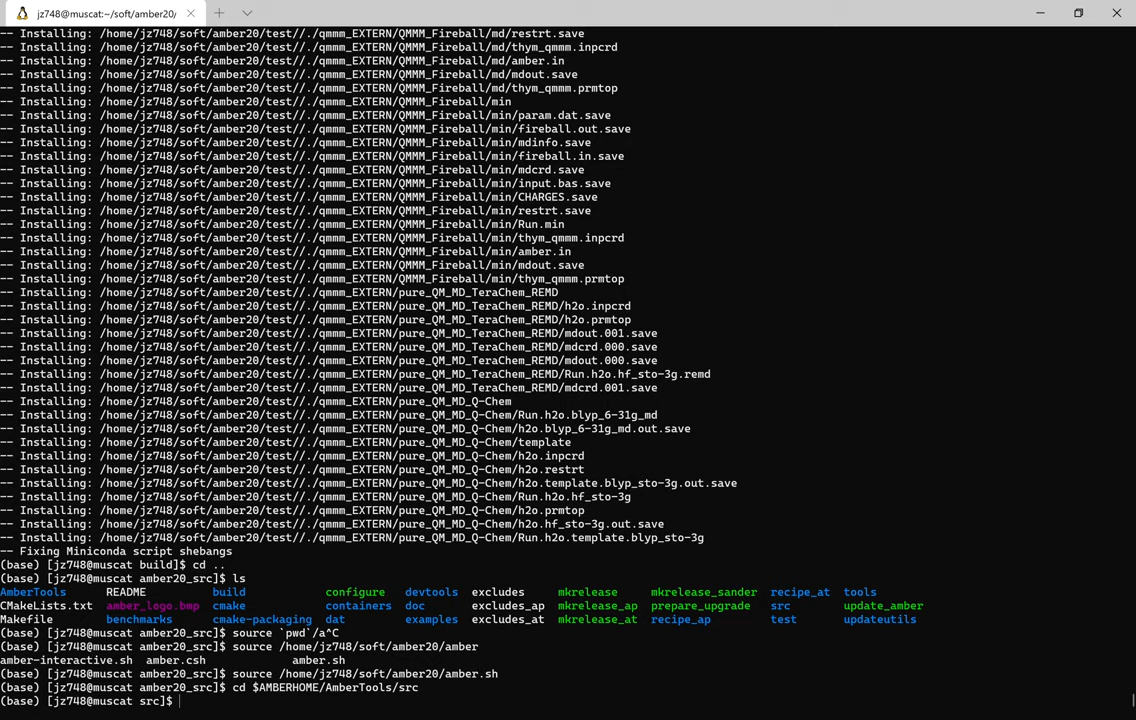 jz748@muscat:~/soft/amber20/
-- Installing: /home/jz748/soft/amber20/test//./qmmm_EXTERN/QMMM_Fireball/md/restrt.save
-- Installing: /home/jz748/soft/amber20/test//./qmmm_EXTERN/QMMM_Fireball/md/thym_qmmm.inpcrd
-- Installing: /home/jz748/soft/amber20/test//./qmmm_EXTERN/QMMM_Fireball/md/amber.in
-- Installing: /home/jz748/soft/amber20/test//./qmmm_EXTERN/QMMM_Fireball/md/mdout.save
-- Installing: /home/jz748/soft/amber20/test//./qmmm_EXTERN/QMMM_Fireball/md/thym_qmmm.prmtop
-- Installing: /home/jz748/soft/amber20/test//./qmmm_EXTERN/QMMM_Fireball/min
-- Installing: /home/jz748/soft/amber20/test//./qmmm_EXTERN/QMMM_Fireball/min/param.dat.save
-- Installing: /home/jz748/soft/amber20/test//./qmmm_EXTERN/QMMM_Fireball/min/fireball.out.save
-- Installing: /home/jz748/soft/amber20/test//./qmmm_EXTERN/QMMM_Fireball/min/mdinfo.save
-- Installing: /home/jz748/soft/amber20/test//./qmmm_EXTERN/QMMM_Fireball/min/fireball.in.save
-- Installing: /home/jz748/soft/amber20/test//./qmmm_EXTERN/QMMM_Fireball/min/mdcrd.save
-- Installing: /home/jz748/soft/amber20/test//./qmmm_EXTERN/QMMM_Fireball/min/input.bas.save
-- Installing: /home/jz748/soft/amber20/test//./qmmm_EXTERN/QMMM_Fireball/min/CHARGES.save
-- Installing: /home/jz748/soft/amber20/test//./qmmm_EXTERN/QMMM_Fireball/min/restrt.save
-- Installing: /home/jz748/soft/amber20/test//./qmmm_EXTERN/QMMM_Fireball/min/Run.min
-- Installing: /home/jz748/soft/amber20/test//./qmmm_EXTERN/QMMM_Fireball/min/thym_qmmm.inpcrd
-- Installing: /home/jz748/soft/amber20/test//./qmmm_EXTERN/QMMM_Fireball/min/amber.in
-- Installing: /home/jz748/soft/amber20/test//./qmmm_EXTERN/QMMM_Fireball/min/mdout.save
-- Installing: /home/jz748/soft/amber20/test//./qmmm_EXTERN/QMMM_Fireball/min/thym_qmmm.prmtop
-- Installing: /home/jz748/soft/amber20/test//./qmmm_EXTERN/pure_QM_MD_TeraChem_REMD
-- Installing: /home/jz748/soft/amber20/test//./qmmm_EXTERN/pure_QM_MD_TeraChem_REMD/h2o.inpcrd
-- Installing: /home/jz748/soft/amber20/test//./qmmm_EXTERN/pure_QM_MD_TeraChem_REMD/h2o.prmtop
-- Installing: /home/jz748/soft/amber20/test//./qmmm_EXTERN/pure_QM_MD_TeraChem_REMD/mdout.001.save
-- Installing: /home/jz748/soft/amber20/test//./qmmm_EXTERN/pure_QM_MD_TeraChem_REMD/mdcrd.000.save
-- Installing: /home/jz748/soft/amber20/test//./qmmm_EXTERN/pure_QM_MD_TeraChem_REMD/mdout.000.save
-- Installing: /home/jz748/soft/amber20/test//./qmmm_EXTERN/pure_QM_MD_TeraChem_REMD/Run.h2o.hf_sto-3g.remd
-- Installing: /home/jz748/soft/amber20/test//./qmmm_EXTERN/pure_QM_MD_TeraChem_REMD/mdcrd.001.save
-- Installing: /home/jz748/soft/amber20/test//./qmmm_EXTERN/pure_QM_MD_Q-Chem
-- Installing: /home/jz748/soft/amber20/test//./qmmm_EXTERN/pure_QM_MD_Q-Chem/Run.h2o.blyp_6-31g_md
-- Installing: /home/jz748/soft/amber20/test//./qmmm_EXTERN/pure_QM_MD_Q-Chem/h2o.blyp_6-31g_md.out.save
-- Installing: /home/jz748/soft/amber20/test//./qmmm_EXTERN/pure_QM_MD_Q-Chem/template
-- Installing: /home/jz748/soft/amber20/test//./qmmm_EXTERN/pure_QM_MD_Q-Chem/h2o.inpcrd
-- Installing: /home/jz748/soft/amber20/test//./qmmm_EXTERN/pure_QM_MD_Q-Chem/h2o.restrt
-- Installing: /home/jz748/soft/amber20/test//./qmmm_EXTERN/pure_QM_MD_Q-Chem/h2o.template.blyp_sto-3g.out.save
-- Installing: /home/jz748/soft/amber20/test//./qmmm_EXTERN/pure_QM_MD_Q-Chem/Run.h2o.hf_sto-3g
-- Installing: /home/jz748/soft/amber20/test//./qmmm_EXTERN/pure_QM_MD_Q-Chem/h2o.prmtop
-- Installing: /home/jz748/soft/amber20/test//./qmmm_EXTERN/pure_QM_MD_Q-Chem/h2o.hf_sto-3g.out.save
-- Installing: /home/jz748/soft/amber20/test//./qmmm_EXTERN/pure_QM_MD_Q-Chem/Run.h2o.template.blyp_sto-3g
-- Fixing Miniconda script shebangs
(base) [jz748@muscat build]$ cd ..
(base) [jz748@muscat amber20_src]$ ls
AmberTools README build configure devtools excludes mkrelease mkrelease_sander recipe_at tools
CMakeLists.txt amber_logo.bmp cmake containers doc excludes_ap mkrelease_ap prepare_upgrade src update_amber
Makefile benchmarks cmake-packaging dat examples excludes_at mkrelease_at recipe_ap test updateutils
(base) [jz748@muscat amber20_src]$ source `pwd`/a^C
(base) [jz748@muscat amber20_src]$ source /home/jz748/soft/amber20/amber
amber-interactive.sh amber.csh amber.sh
(base) [jz748@muscat amber20_src]$ source /home/jz748/soft/amber20/amber.sh
(base) [jz748@muscat amber20_src]$ cd $AMBERHOME/AmberTools/src
(base) [jz748@muscat src]$